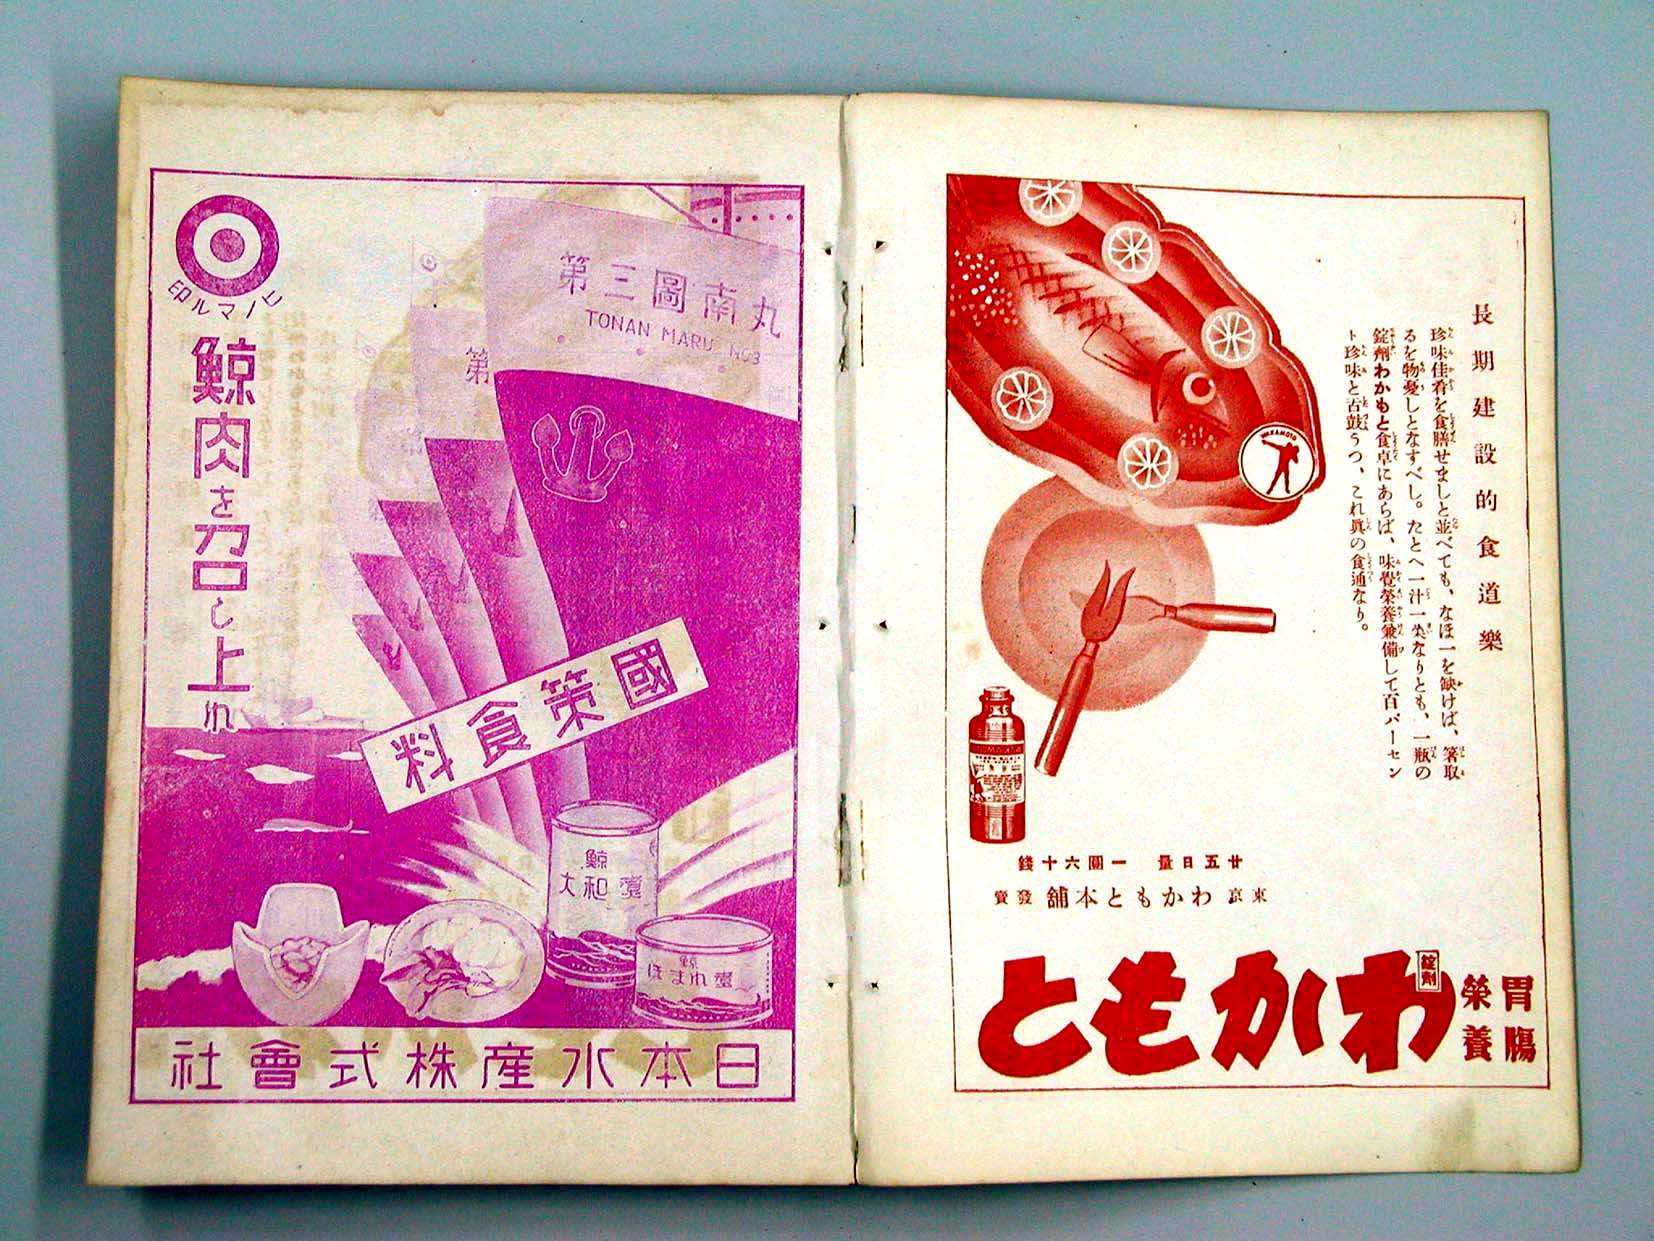 ヒノマル印
鯨肉を召し上れ
第三圖南丸
TONAN MARU NO3
第
國策食料
鯨
大和煮
鯨
ほまれ煮
日本水産株式會社
長期建設的食道樂
珍味佳肴を食膳せましと並べても、なほ一を缺けば、箸取
るを物憂しとなすべし。たとへ一汁一菜なりとも、一瓶の
錠劑わかもと食卓にあらば、味覺榮養兼備して百パーセン
ト珍味と舌鼓うつ、これ眞の食通なり。
WAKAMOTO
廿五日量 一圓六十錢
東京 わかもと本舖 發賣
胃腸
榮養
錠劑
わかもと